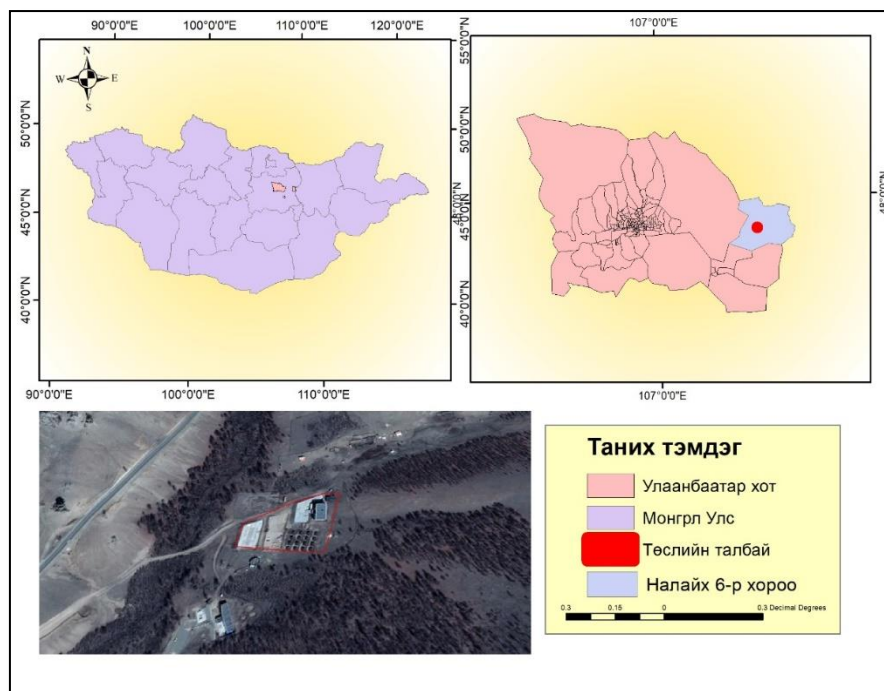 90°0'0"E 100°0'0"E 110°0'0"E 120°0'0"E
107°0'0"E
N
W E
S
50°0'0"N
45°0'0"N
40°0'0"N
55°0'0"N
50°0'0"N
45°0'0"N
40°0'0"N
48°0'0"N
90°0'0"E 100°0'0"E 110°0'0"E
107°0'0"E
Таних тэмдэг
Улаанбаатар хот
Монгрл Улс
Төслийн талбай
Налайх 6-р хороо
0.3 0.15 0 0.3 Decimal Degrees